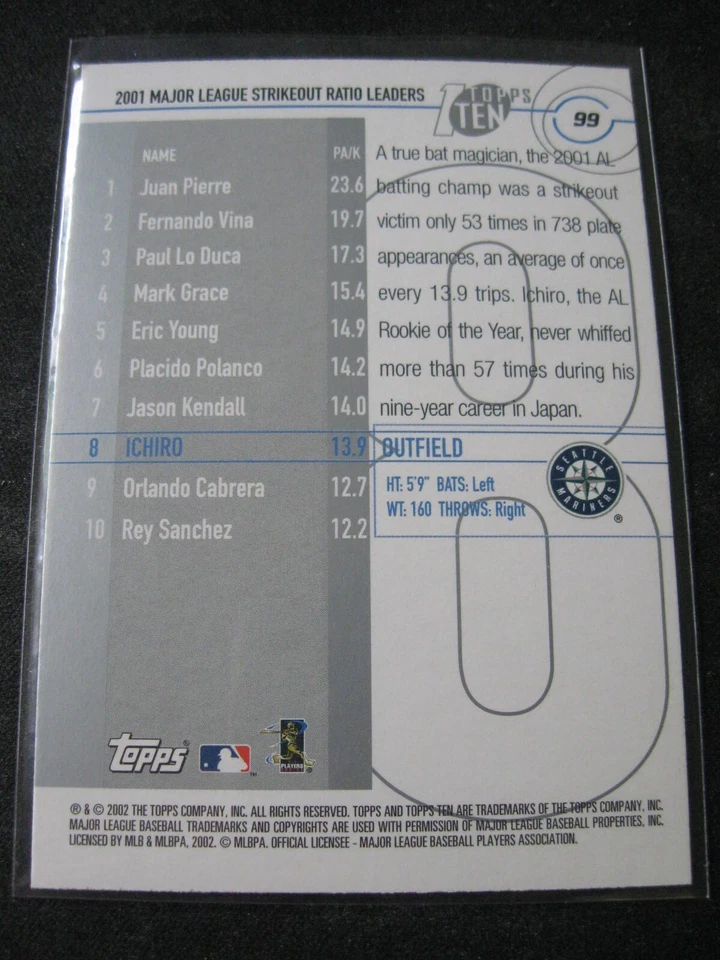 2001 MAJOR LEAGUE STRIKEOUT RATIO LEADERS
TOPPS
TEN
99
NAME PA/K
1 Juan Pierre 23.6
2 Fernando Vina 19.7
3 Paul Lo Duca 17.3
4 Mark Grace 15.4
5 Eric Young 14.9
6 Placido Polanco 14.2
7 Jason Kendall 14.0
8 ICHIRO 13.9
9 Orlando Cabrera 12.7
10 Rey Sanchez 12.2
A true bat magician, the 2001 AL
batting champ was a strikeout
victim only 53 times in 738 plate
appearances, an average of once
every 13.9 trips. Ichiro, the AL
Rookie of the Year, never whiffed
more than 57 times during his
nine-year career in Japan.
OUTFIELD
HT: 5'9" BATS: Left
WT: 160 THROWS: Right
SEATTLE
MARINERS
®
8
topps®
TM
PLAYERS
® & © 2002 THE TOPPS COMPANY, INC. ALL RIGHTS RESERVED. TOPPS AND TOPPS TEN ARE TRADEMARKS OF THE TOPPS COMPANY, INC.
MAJOR LEAGUE BASEBALL TRADEMARKS AND COPYRIGHTS ARE USED WITH PERMISSION OF MAJOR LEAGUE BASEBALL PROPERTIES, INC.
LICENSED BY MLB & MLBPA, 2002. © MLBPA. OFFICIAL LICENSEE - MAJOR LEAGUE BASEBALL PLAYERS ASSOCIATION.